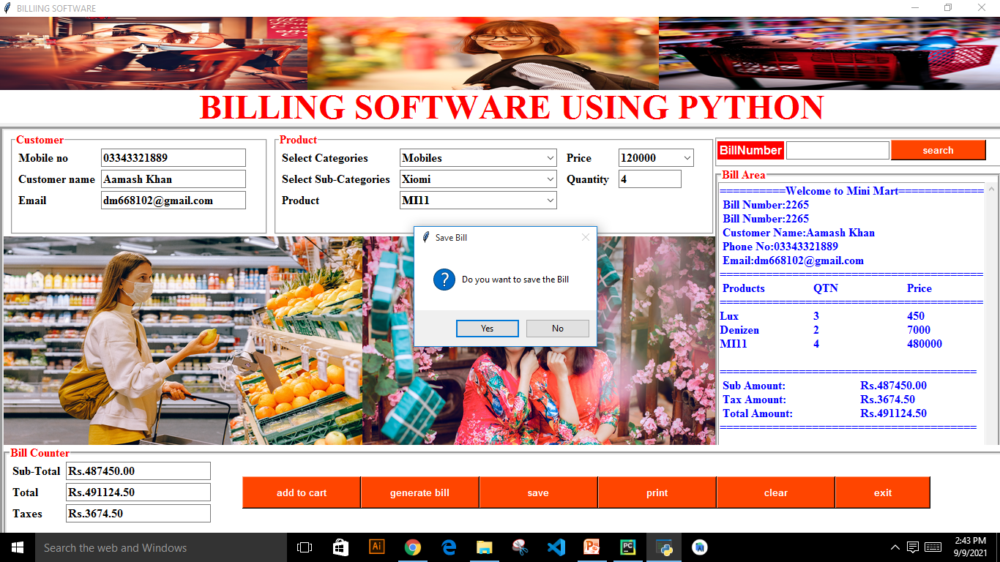 BILLIING SOFTWARE
BILLING SOFTWARE USING PYTHON
Customer
Mobile no 03343321889
Customer name Aamash Khan
Email dm668102@gmail.com
Product
Select Categories Mobiles Price 120000
Select Sub-Categories Xiomi Quantity 4
Product MI11
BillNumber search
Bill Area
==========Welcome to Mini Mart=============
Bill Number:2265
Bill Number:2265
Customer Name:Aamash Khan
Phone No:03343321889
Email:dm668102@gmail.com
========================================
Products QTN Price
========================================
Lux 3 450
Denizen 2 7000
MI11 4 480000
=======================================
Sub Amount: Rs.487450.00
Tax Amount: Rs.3674.50
Total Amount: Rs.491124.50
=======================================
Save Bill
Do you want to save the Bill
Yes No
Bill Counter
Sub-Total Rs.487450.00
Total Rs.491124.50
Taxes Rs.3674.50
add to cart generate bill save print clear exit
Search the web and Windows
Ai
PC
2:43 PM
9/9/2021